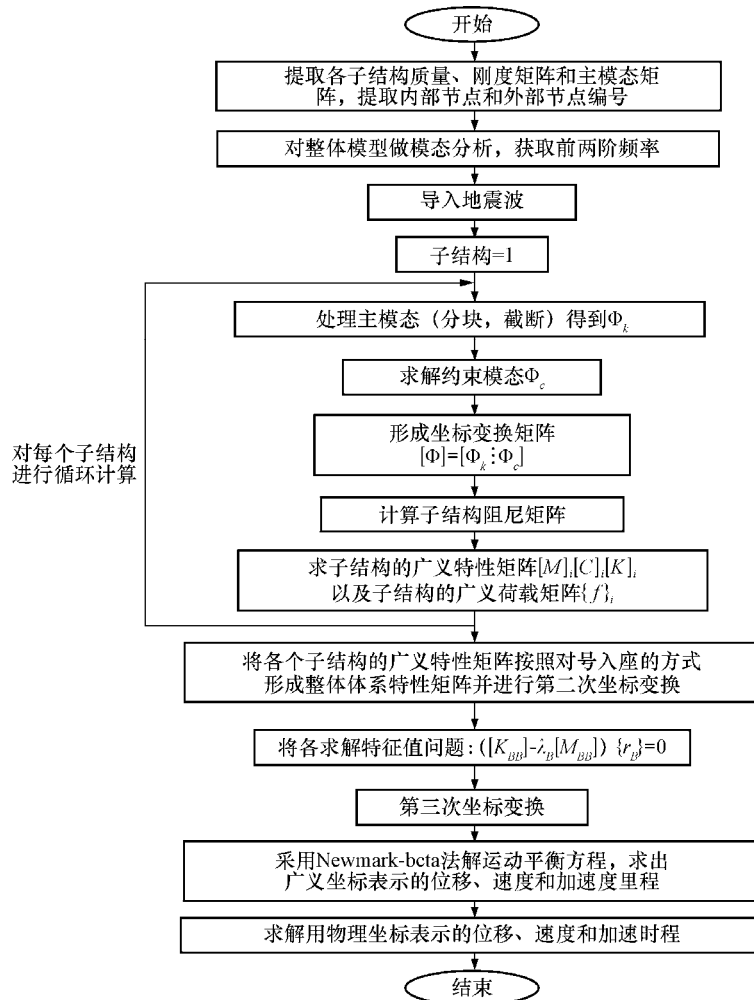 开始
提取各子结构质量、刚度矩阵和主模态矩
阵，提取内部节点和外部节点编号
对整体模型做模态分析，获取前两阶频率
导入地震波
子结构=1
处理主模态（分块，截断）得到Φk
求解约束模态Φc
形成坐标变换矩阵
[Φ]=[Φk⋮Φc]
对每个子结构
进行循环计算
计算子结构阻尼矩阵
求子结构的广义特性矩阵[M]i[C]i[K]i
以及子结构的广义荷载矩阵{f}i
将各个子结构的广义特性矩阵按照对号入座的方式
形成整体体系特性矩阵并进行第二次坐标变换
将各求解特征值问题:([KBB]-λB[MBB]) {rB}=0
第三次坐标变换
采用Newmark-bcta法解运动平衡方程，求出
广义坐标表示的位移、速度和加速度里程
求解用物理坐标表示的位移、速度和加速时程
结束